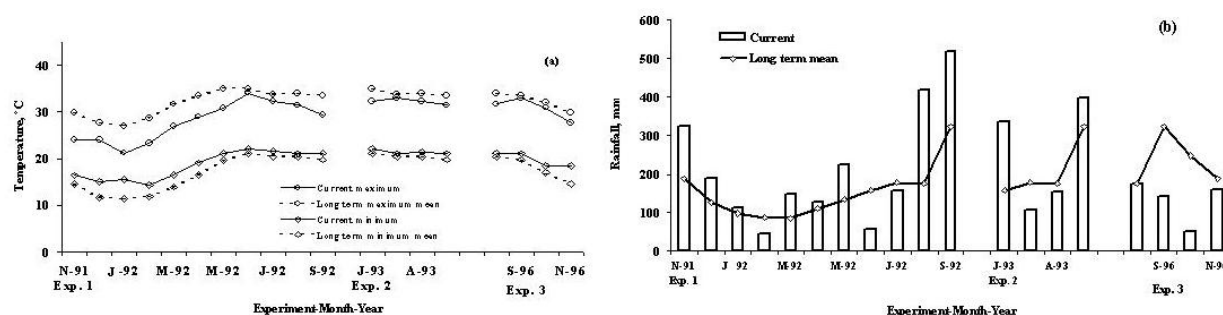 (a)
Temperature, °C
40
30
20
10
0
Current maximum
Long term maximum mean
Current minimum
Long term minimum mean
N-91 J-92 M-92 M-92 J-92 S-92 J-93 A-93 S-96 N-96
Exp. 1 Exp. 2 Exp. 3
Experiment-Month-Year
(b)
Rainfall, mm
600
500
400
300
200
100
0
Current
Long term mean
N-91 J 92 M-92 M-92 J-92 S-92 J-93 A-93 S-96 N-96
Exp. 1 Exp. 2 Exp. 3
Experiment-Month-Year